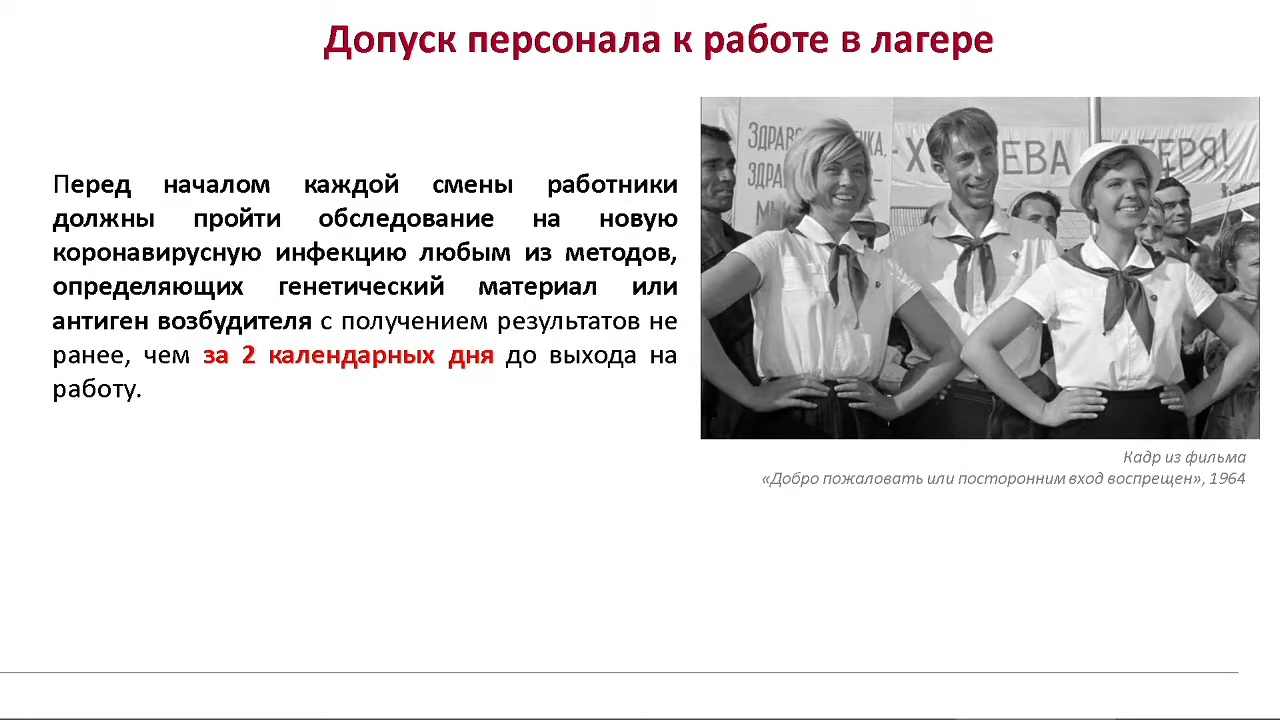 Допуск персонала к работе в лагере
Перед началом каждой смены работники
должны пройти обследование на новую
коронавирусную инфекцию любым из методов,
определяющих генетический материал или
антиген возбудителя с получением результатов не
ранее, чем за 2 календарных дня до выхода на
работу.
ЛАГЕРЯ!
Кадр из фильма
«Добро пожаловать или посторонним вход воспрещен», 1964